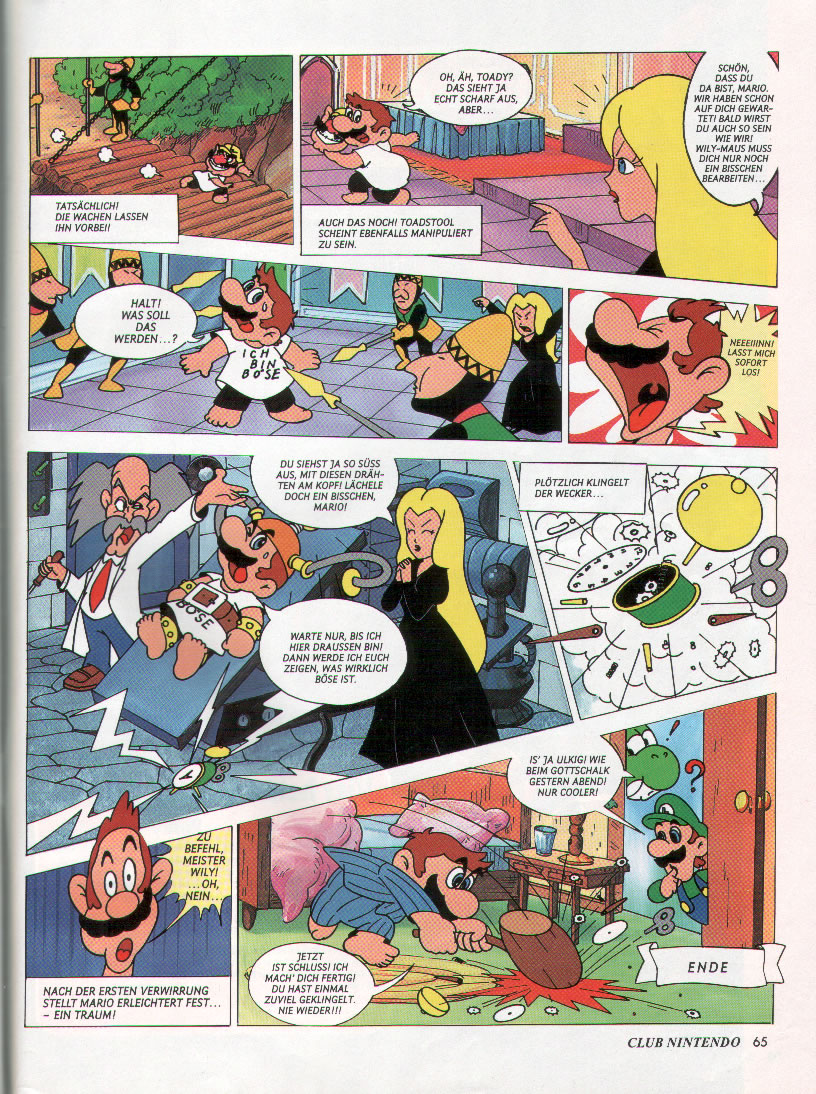 TATSÄCHLICH!
DIE WACHEN LASSEN
IHN VORBEI!
OH, ÄH, TOADY?
DAS SIEHT JA
ECHT SCHARF AUS,
ABER...
SCHÖN,
DASS DU
DA BIST, MARIO.
WIR HABEN SCHON
AUF DICH GEWAR-
TET! BALD WIRST
DU AUCH SO SEIN
WIE WIR!
WILY-MAUS MUSS
DICH NUR NOCH
EIN BISSCHEN
BEARBEITEN...
AUCH DAS NOCH! TOADSTOOL
SCHEINT EBENFALLS MANIPULIERT
ZU SEIN.
HALT!
WAS SOLL
DAS
WERDEN...?
ICH
BIN
BÖSE
NEEEIIINN!
LASST MICH
SOFORT
LOS!
DU SIEHST JA SO SÜSS
AUS, MIT DIESEN DRÄH-
TEN AM KOPF! LÄCHELE
DOCH EIN BISSCHEN,
MARIO!
BÖSE
WARTE NUR, BIS ICH
HIER DRAUSSEN BIN!
DANN WERDE ICH EUCH
ZEIGEN, WAS WIRKLICH
BÖSE IST.
PLÖTZLICH KLINGELT
DER WECKER...
ZU
BEFEHL,
MEISTER
WILY!
...OH,
NEIN...
NACH DER ERSTEN VERWIRRUNG
STELLT MARIO ERLEICHTERT FEST...
– EIN TRAUM!
IS' JA ULKIG! WIE
BEIM GOTTSCHALK
GESTERN ABEND!
NUR COOLER!
!
?
JETZT
IST SCHLUSS! ICH
MACH' DICH FERTIG!
DU HAST EINMAL
ZUVIEL GEKLINGELT.
NIE WIEDER!!!
ENDE
CLUB NINTENDO 65